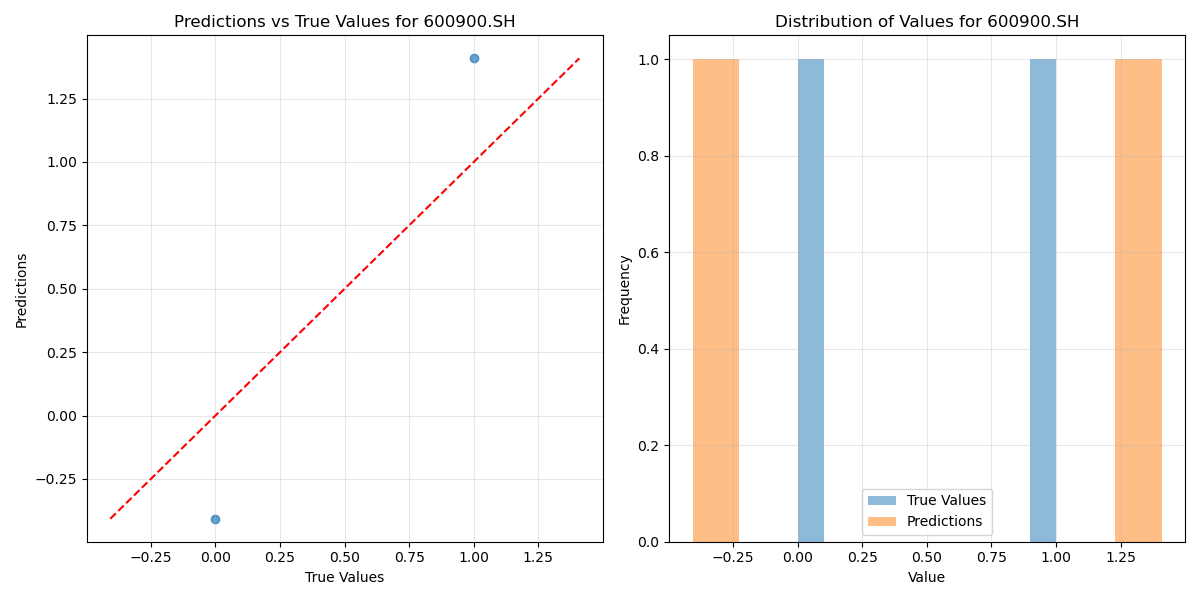 Predictions vs True Values for 600900.SH
1.25
1.00
0.75
0.50
0.25
0.00
−0.25
Predictions
−0.25 0.00 0.25 0.50 0.75 1.00 1.25
True Values
Distribution of Values for 600900.SH
1.0
0.8
0.6
0.4
0.2
0.0
Frequency
True Values
Predictions
−0.25 0.00 0.25 0.50 0.75 1.00 1.25
Value